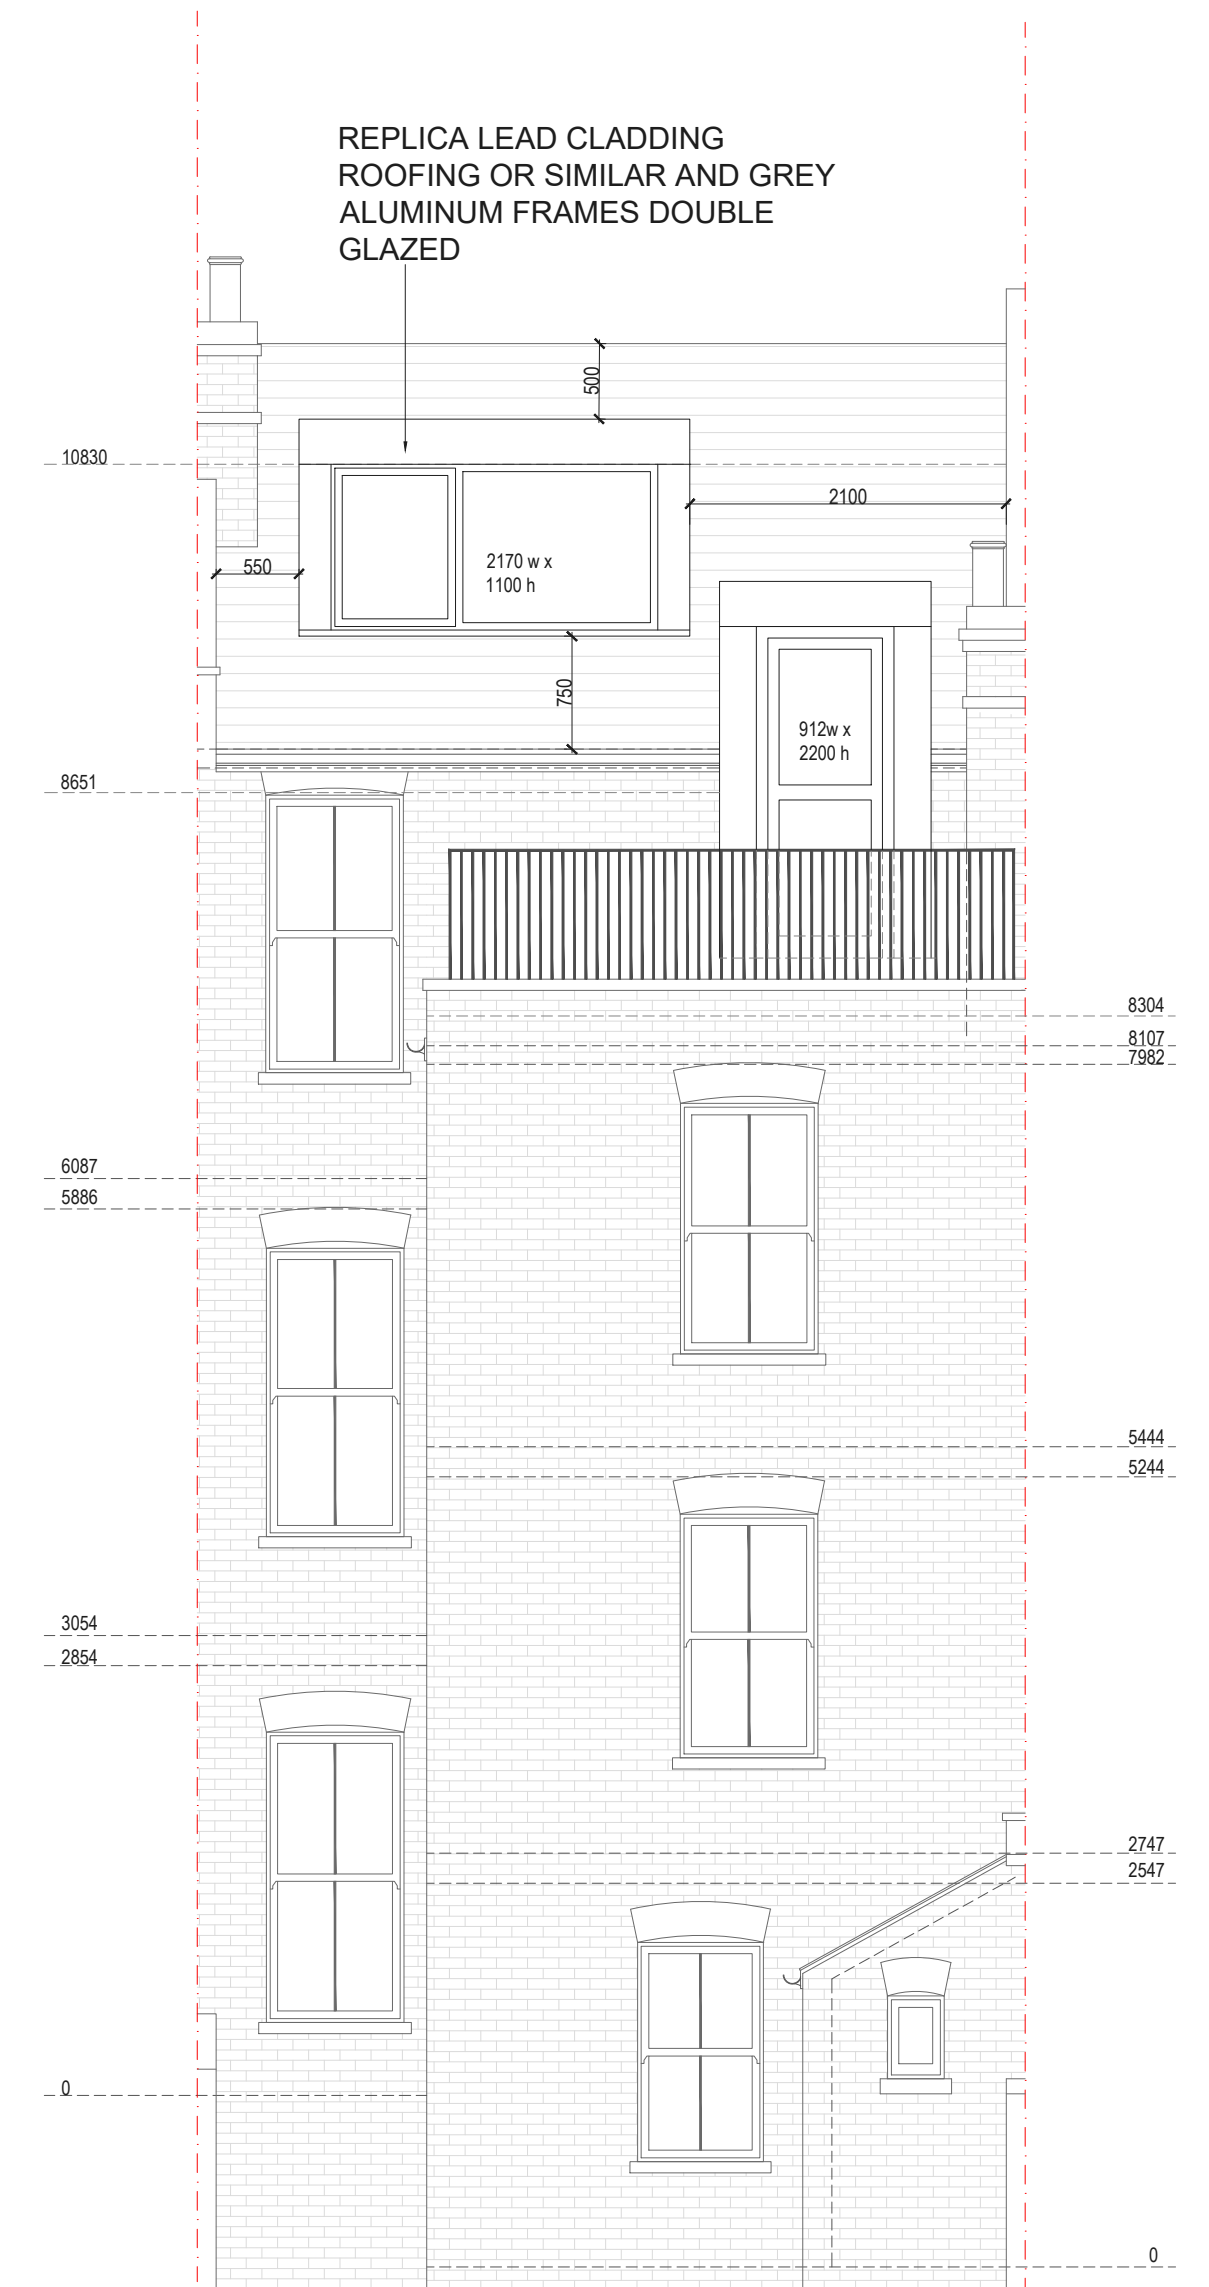 REPLICA LEAD CLADDING
ROOFING OR SIMILAR AND GREY
ALUMINUM FRAMES DOUBLE
GLAZED
500
10830
2100
550
2170 w x
1100 h
750
912w x
2200 h
8651
8304
8107
7982
6087
5886
5444
5244
3054
2854
2747
2547
0
0